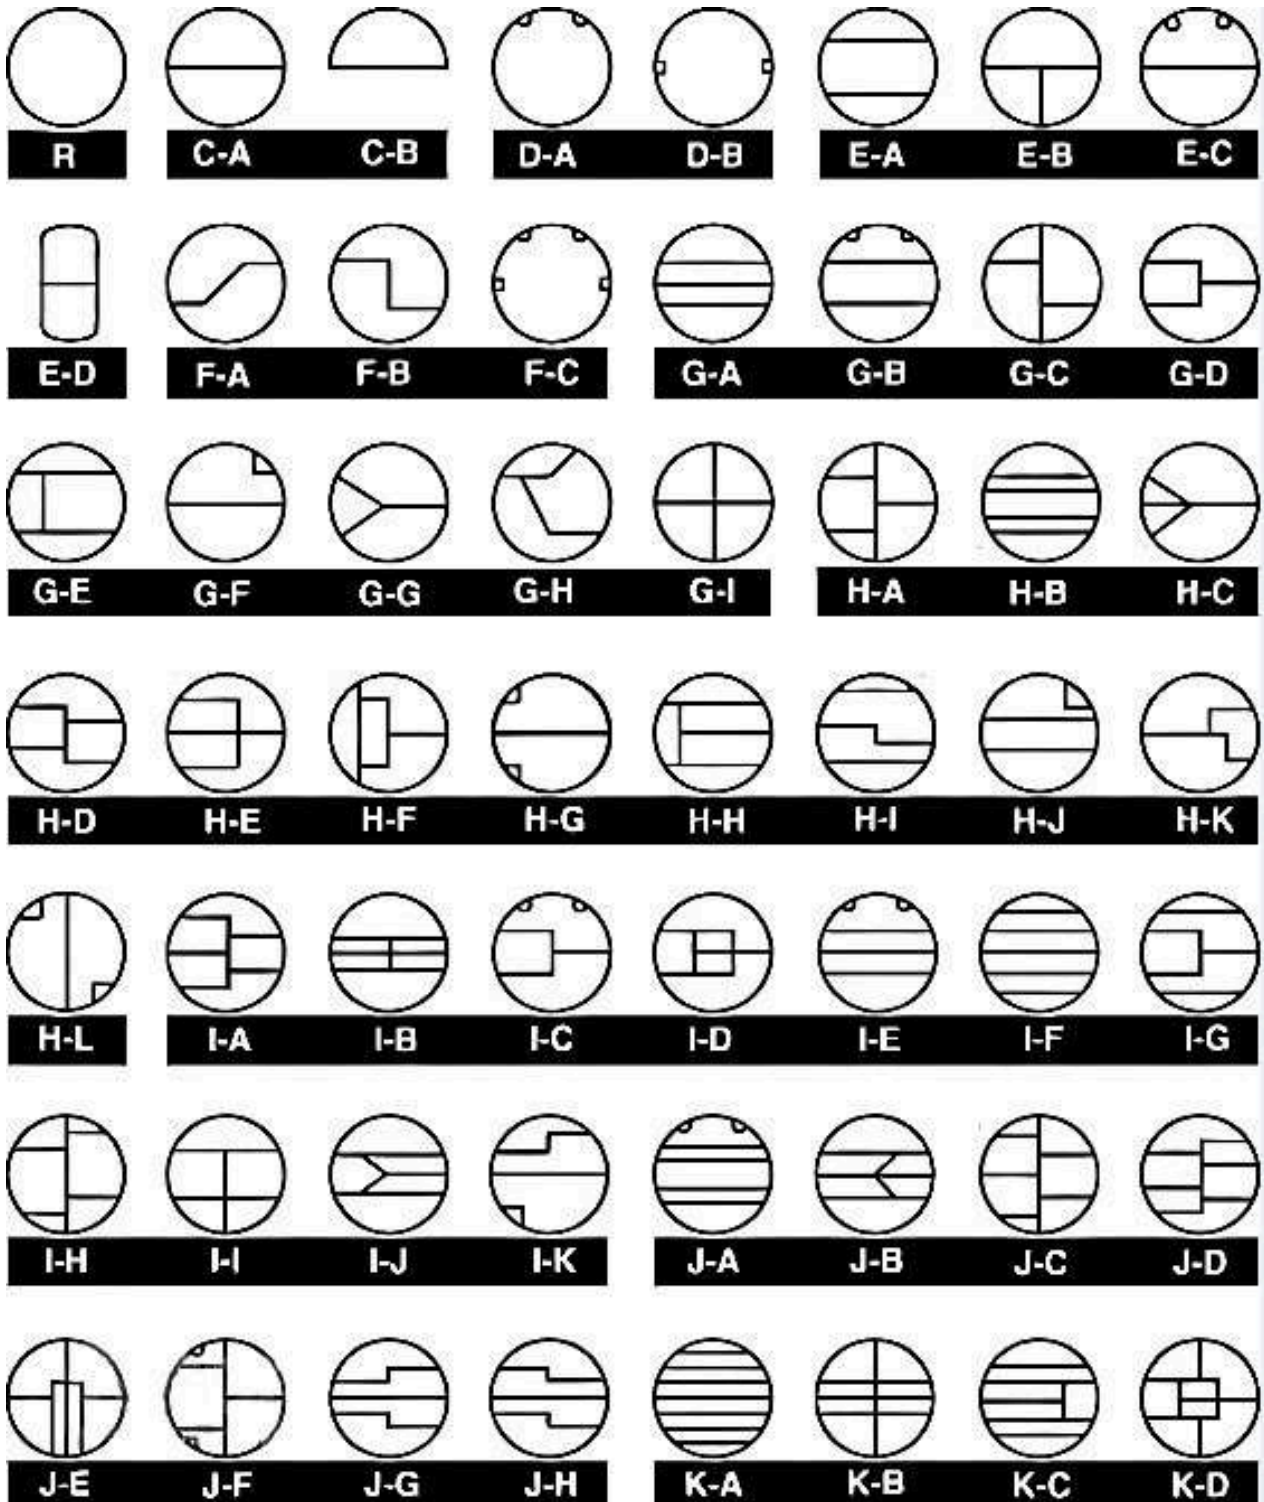 R C-A C-B D-A D-B E-A E-B E-C
E-D F-A F-B F-C G-A G-B G-C G-D
G-E G-F G-G G-H G-I H-A H-B H-C
H-D H-E H-F H-G H-H H-I H-J H-K
H-L I-A I-B I-C I-D I-E I-F I-G
I-H I-I I-J I-K J-A J-B J-C J-D
J-E J-F J-G J-H K-A K-B K-C K-D